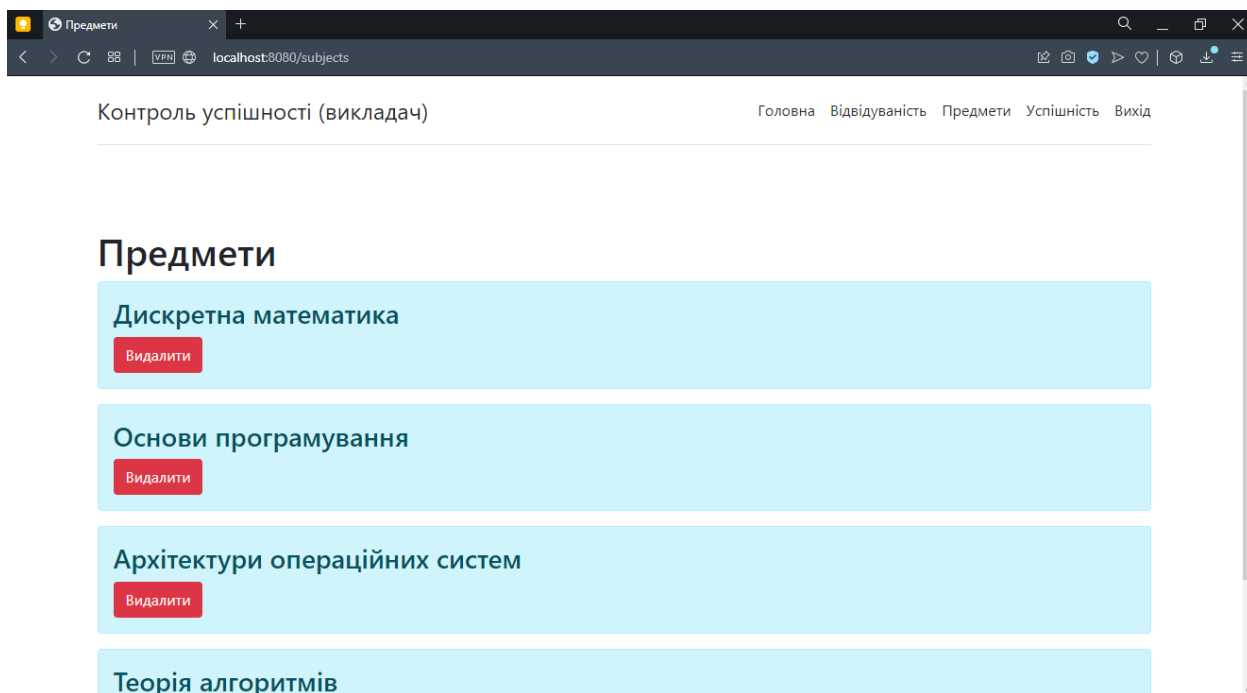 Предмети
VPN localhost:8080/subjects
Контроль успішності (викладач) Головна Відвідуваність Предмети Успішність Вихід
Предмети
Дискретна математика
Видалити
Основи програмування
Видалити
Архітектури операційних систем
Видалити
Теорія алгоритмів